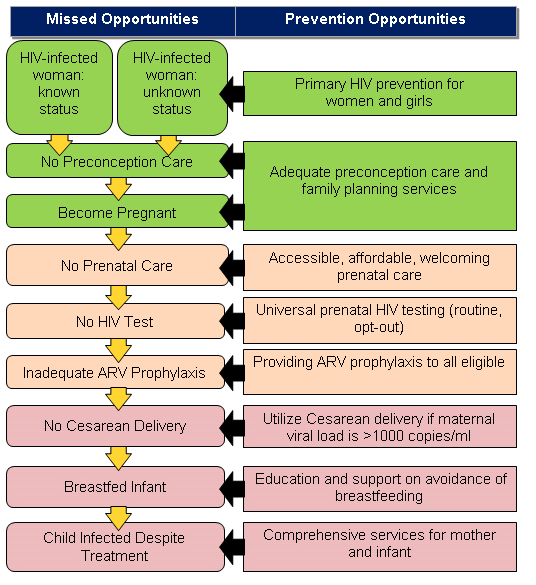 Missed Opportunities
Prevention Opportunities
HIV-infected
woman:
known
status
HIV-infected
woman:
unknown
status
Primary HIV prevention for
women and girls
No Preconception Care
Adequate preconception care and
family planning services
Become Pregnant
No Prenatal Care
Accessible, affordable, welcoming
prenatal care
No HIV Test
Universal prenatal HIV testing (routine,
opt-out)
Inadequate ARV Prophylaxis
Providing ARV prophylaxis to all eligible
No Cesarean Delivery
Utilize Cesarean delivery if maternal
viral load is >1000 copies/ml
Breastfed Infant
Education and support on avoidance of
breastfeeding
Child Infected Despite
Treatment
Comprehensive services for mother
and infant